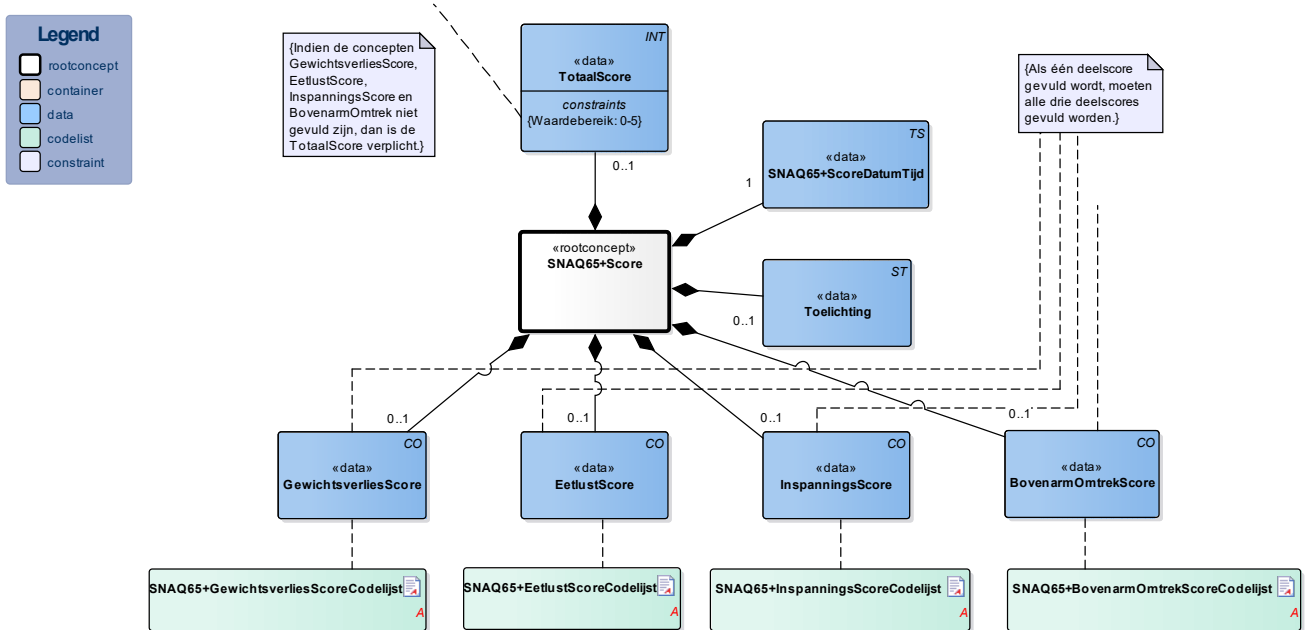 Legend
rootconcept
container
data
codelist
constraint
{Indien de concepten
GewichtsverliesScore,
EetlustScore,
InspanningsScore en
BovenarmOmtrek niet
gevuld zijn, dan is de
TotaalScore verplicht.}
INT
«data»
TotaalScore
constraints
{Waardebereik: 0-5}
0..1
{Als één deelscore
gevuld wordt, moeten
alle drie deelscores
gevuld worden.}
TS
«data»
SNAQ65+ScoreDatumTijd
1
«rootconcept»
SNAQ65+Score
ST
«data»
Toelichting
0..1
0..1
0..1
0..1
0..1
CO
«data»
GewichtsverliesScore
CO
«data»
EetlustScore
CO
«data»
InspanningsScore
CO
«data»
BovenarmOmtrekScore
SNAQ65+GewichtsverliesScoreCodelijst
A
SNAQ65+EetlustScoreCodelijst
A
SNAQ65+InspanningsScoreCodelijst
A
SNAQ65+BovenarmOmtrekScoreCodelijst
A